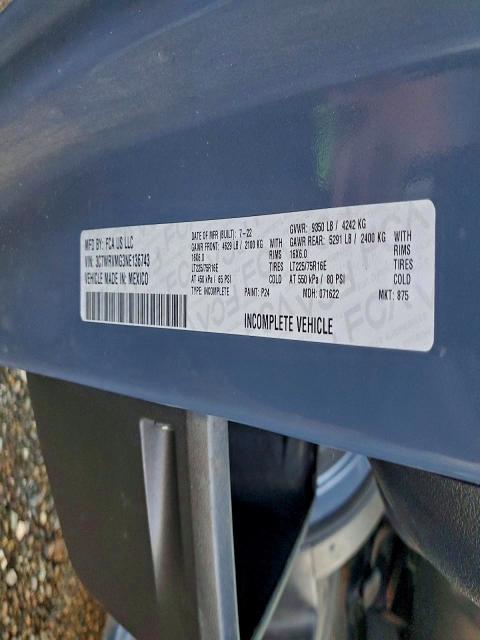 MFD BY: FCA US LLC
VIN: 3C7WRVMG3NE136743
VEHICLE MADE IN: MEXICO
DATE OF MFR (BUILT): 7-22
GVWR: 9350 LB / 4242 KG
GAWR FRONT: 4629 LB / 2100 KG WITH
GAWR REAR: 5291 LB / 2400 KG WITH
16X6.0 RIMS
16X6.0 RIMS
LT225/75R16E TIRES
LT225/75R16E TIRES
AT 450 kPa / 65 PSI COLD
AT 550 kPa / 80 PSI COLD
TYPE: INCOMPLETE PAINT: P24 MDH: 071622 MKT: 875
INCOMPLETE VEHICLE